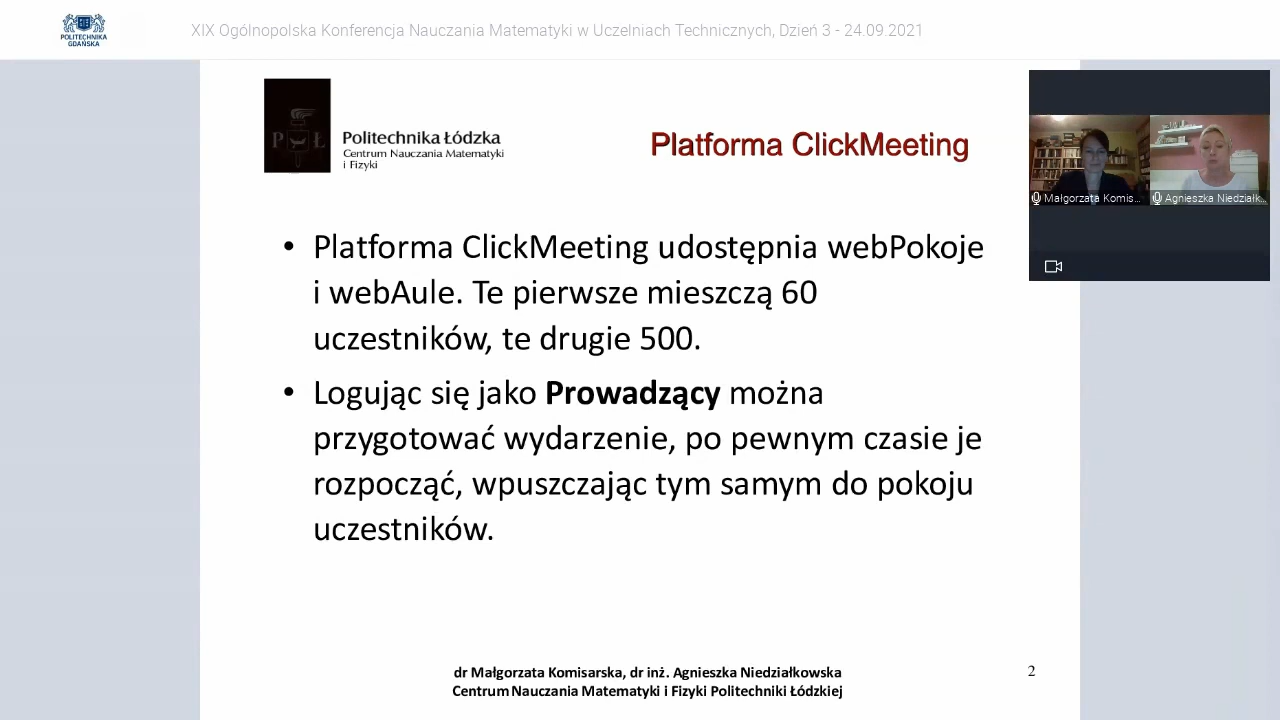 POLITECHNIKA
GDAŃSKA
XIX Ogólnopolska Konferencja Nauczania Matematyki w Uczelniach Technicznych, Dzień 3 - 24.09.2021
P Ł
Politechnika Łódzka
Centrum Nauczania Matematyki
i Fizyki
Platforma ClickMeeting
Małgorzata Komis...
Agnieszka Niedziałk...
• Platforma ClickMeeting udostępnia webPokoje
i webAule. Te pierwsze mieszczą 60
uczestników, te drugie 500.
• Logując się jako Prowadzący można
przygotować wydarzenie, po pewnym czasie je
rozpocząć, wpuszczając tym samym do pokoju
uczestników.
dr Małgorzata Komisarska, dr inż. Agnieszka Niedziałkowska
Centrum Nauczania Matematyki i Fizyki Politechniki Łódzkiej
2